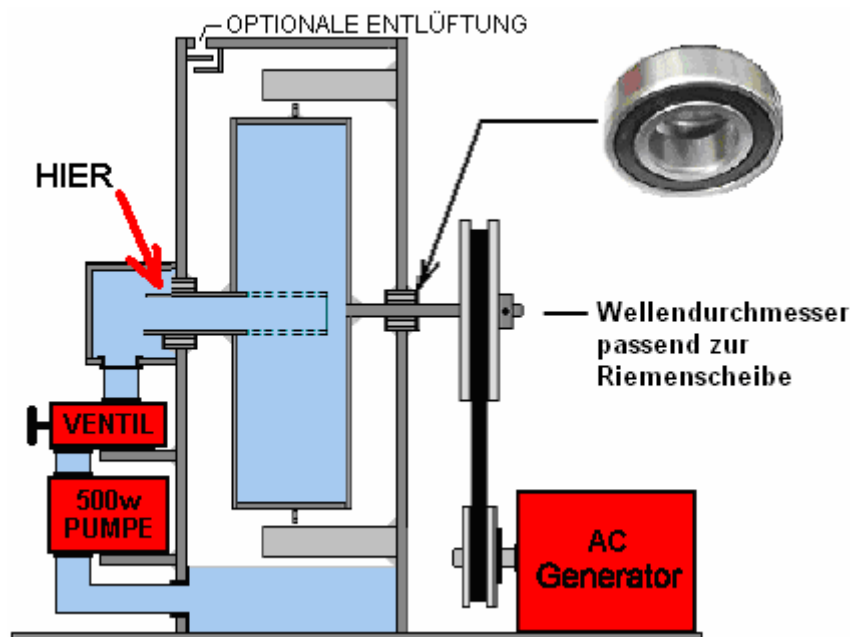 OPTIONALE ENTLÜFTUNG
HIER
Wellendurchmesser
passend zur
Riemenscheibe
VENTIL
500w
PUMPE
AC
Generator